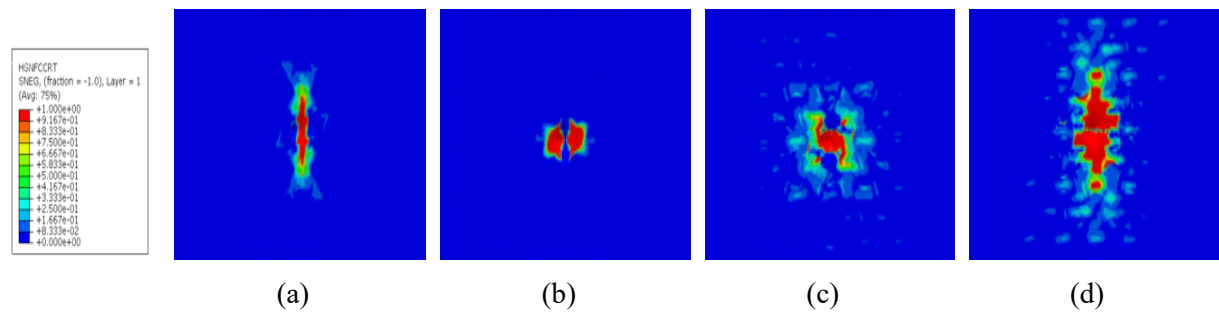 HSNFCCRT
SNEG, (fraction = -1.0), Layer = 1
(Avg: 75%)
+1.000e+00
+9.167e-01
+8.333e-01
+7.500e-01
+6.667e-01
+5.833e-01
+5.000e-01
+4.167e-01
+3.333e-01
+2.500e-01
+1.667e-01
+8.333e-02
+0.000e+00
(a)
(b)
(c)
(d)